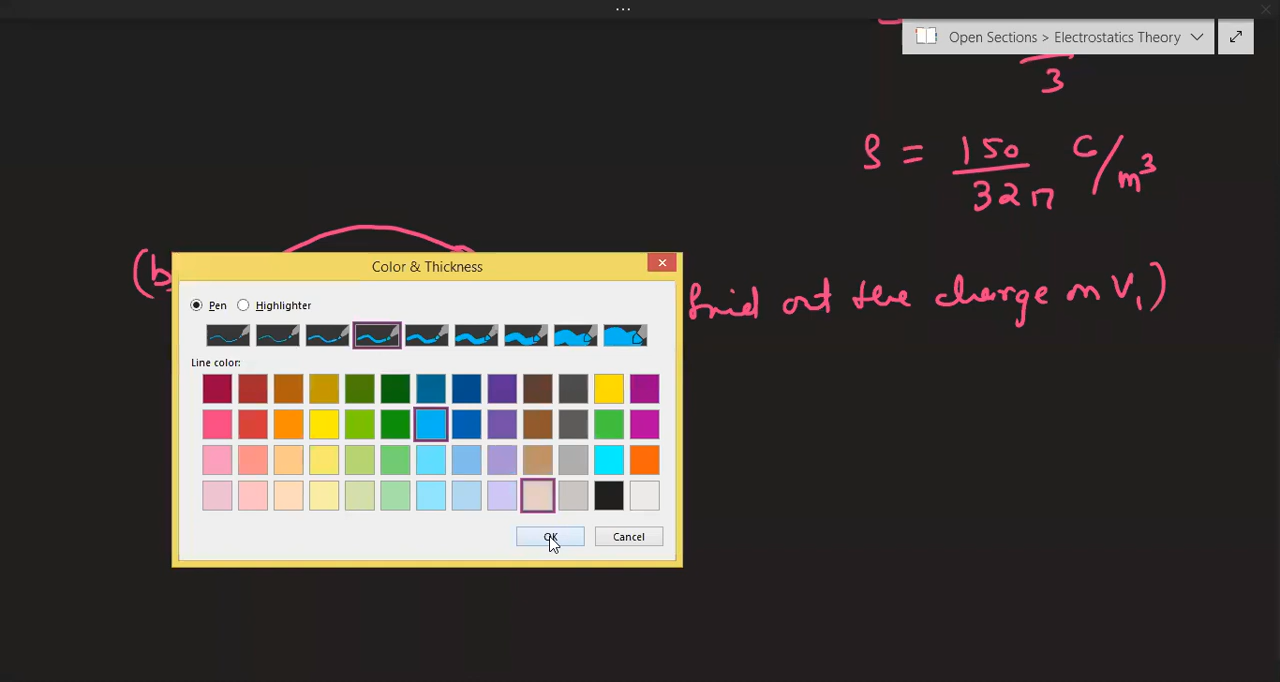 Open Sections > Electrostatics Theory
3
ρ = 150 / 32π C/m³
(b
find out the charge on V₁)
Color & Thickness
Pen Highlighter
Line color:
OK Cancel